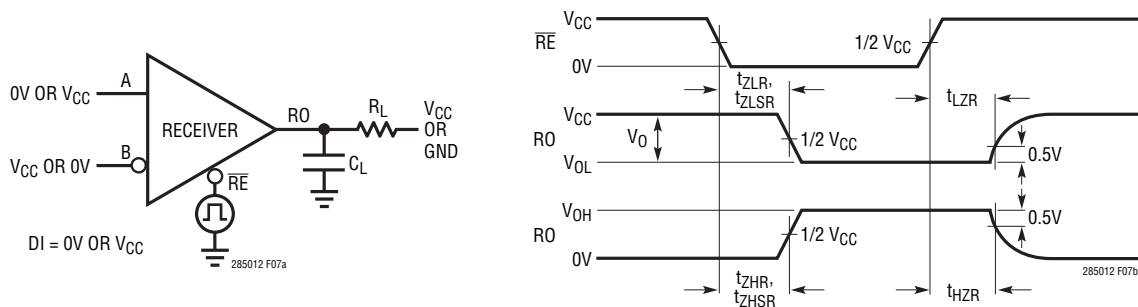 A
0V OR VCC
B
VCC OR 0V
RECEIVER
RO
RL
VCC
OR
GND
CL
RE
DI = 0V OR VCC
285012 F07a
VCC
RE
0V
1/2 VCC
tZLR,
tZLSR
tLZR
VCC
RO
VO
VOL
1/2 VCC
0.5V
VOH
RO
0V
1/2 VCC
0.5V
tZHR,
tZHSR
tHZR
285012 F07b